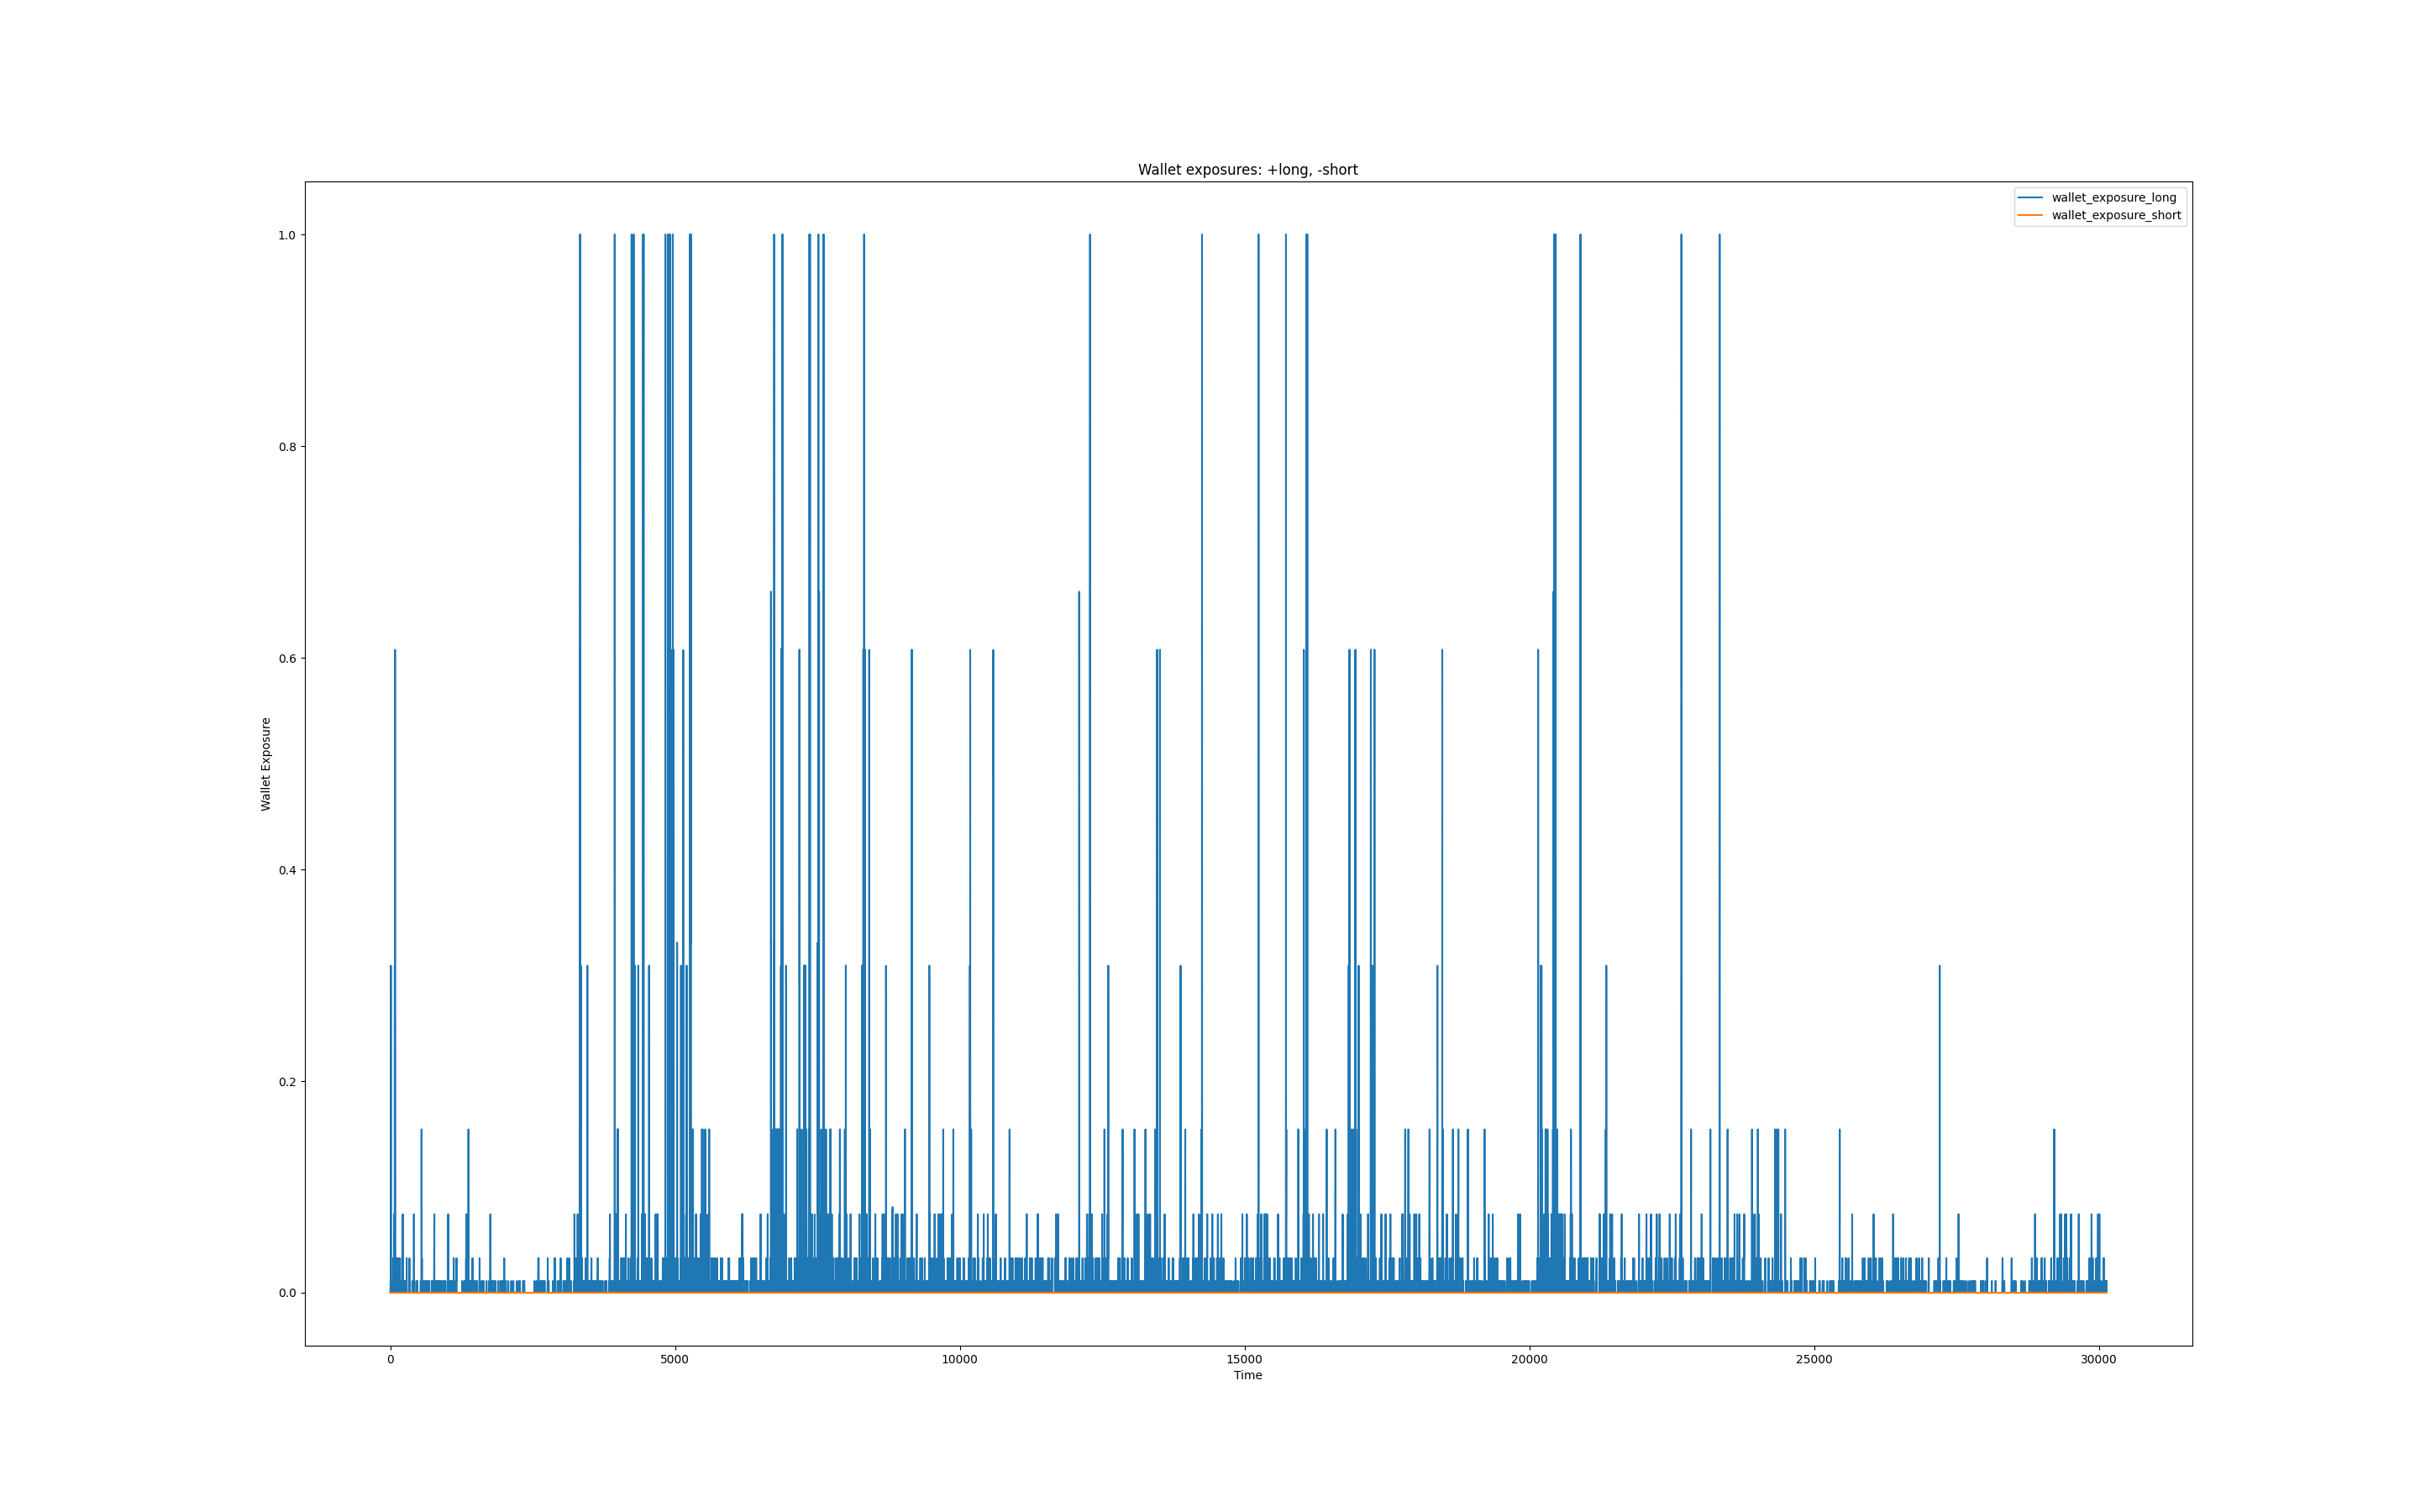 Wallet exposures: +long, -short
wallet_exposure_long
wallet_exposure_short
1.0
0.8
0.6
0.4
0.2
0.0
Wallet Exposure
0 5000 10000 15000 20000 25000 30000
Time